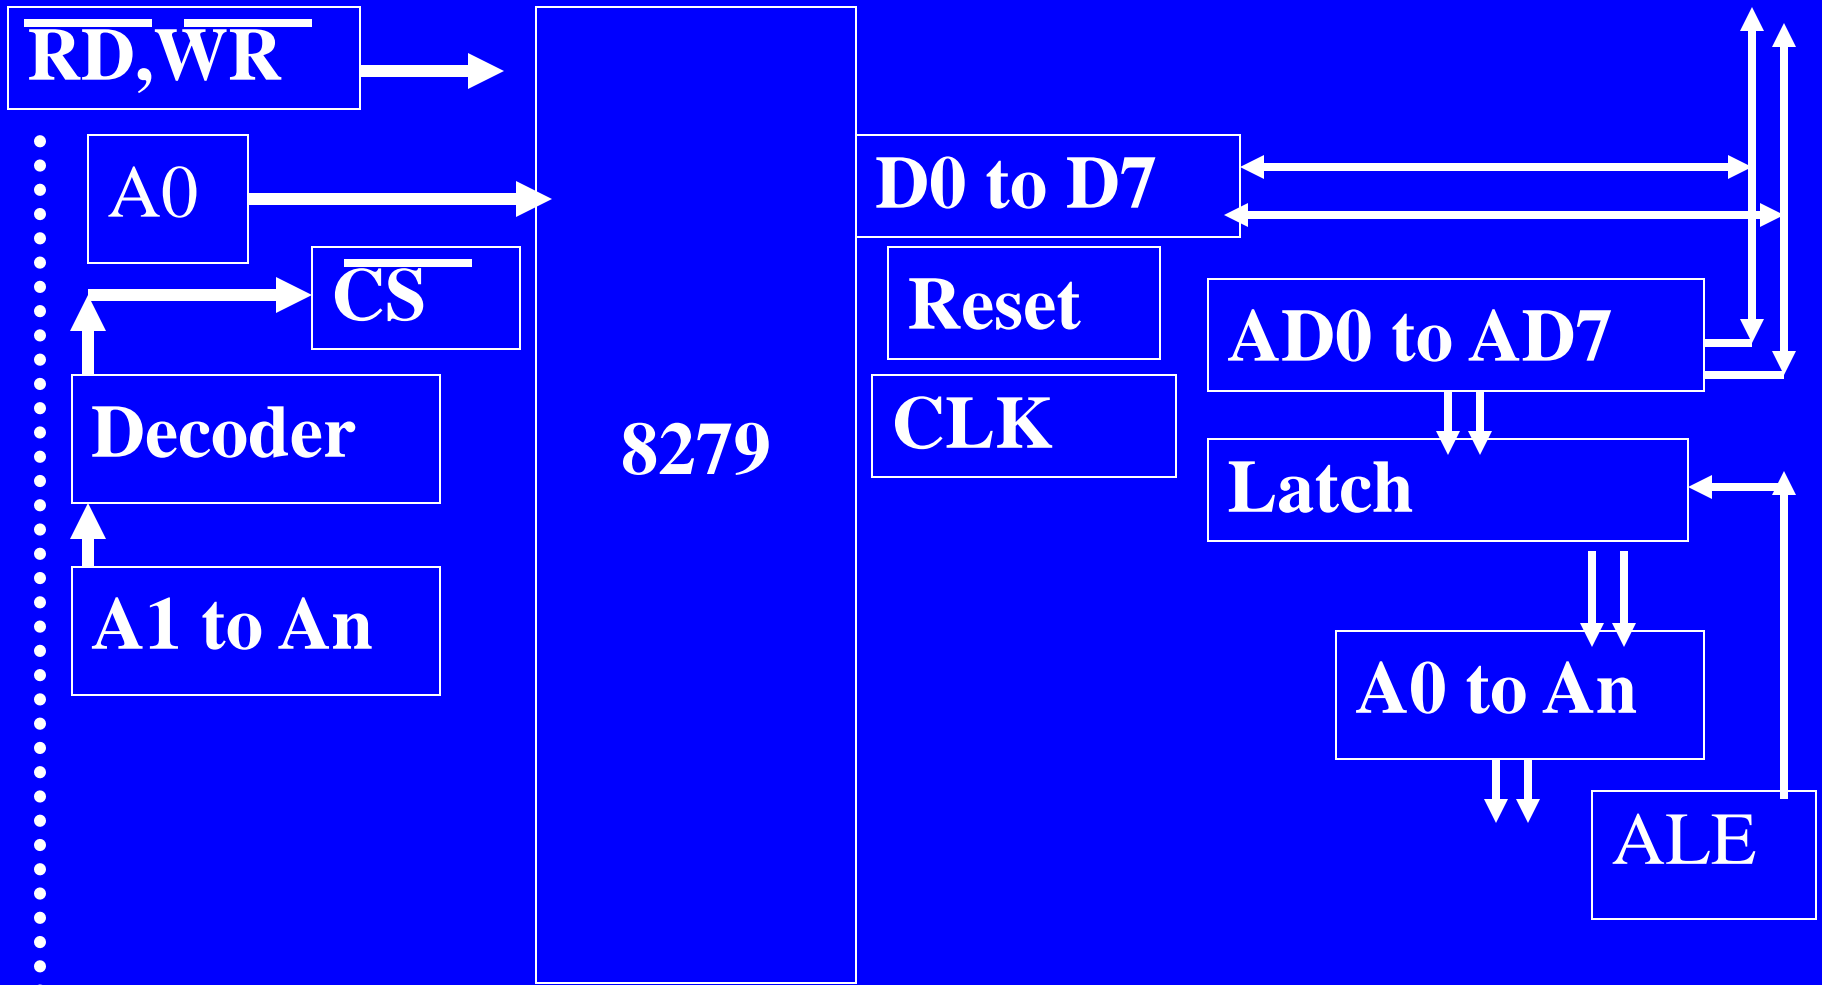 RD,WR
A0
CS
Decoder
A1 to An
8279
D0 to D7
Reset
CLK
AD0 to AD7
Latch
A0 to An
ALE